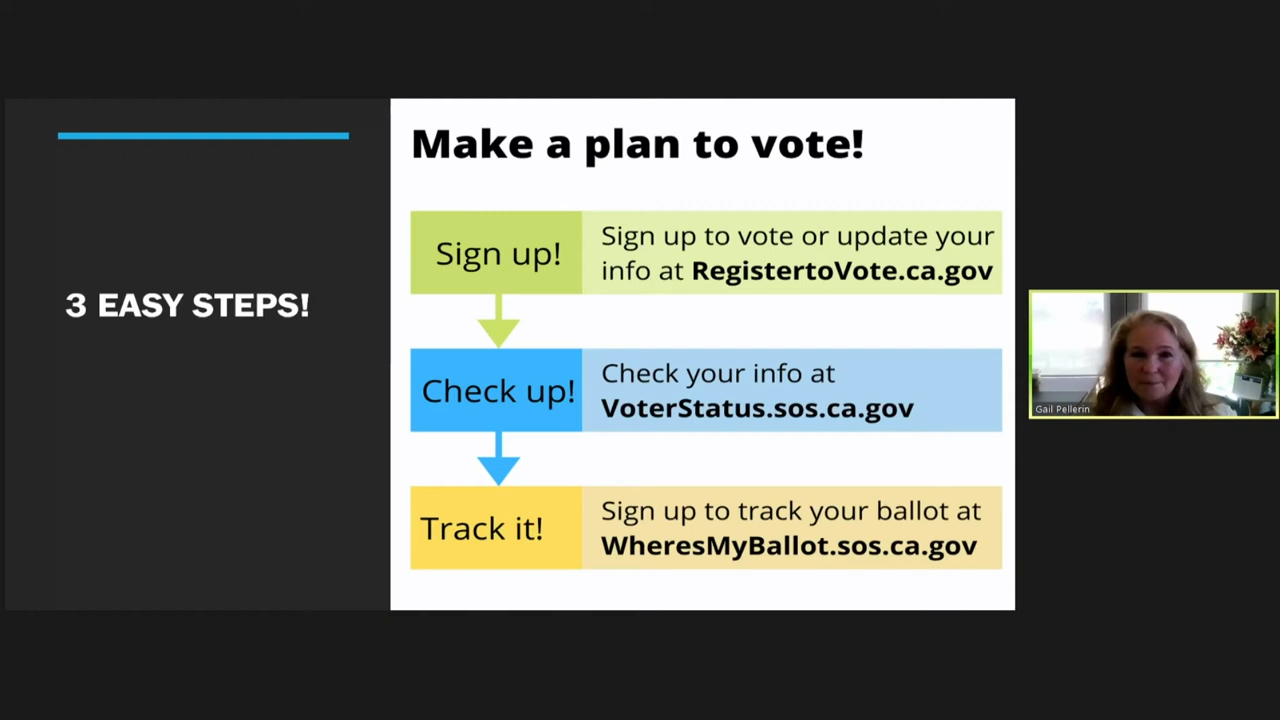 3 EASY STEPS!
Make a plan to vote!
Sign up!
Sign up to vote or update your
info at RegistertoVote.ca.gov
Check up!
Check your info at
VoterStatus.sos.ca.gov
Track it!
Sign up to track your ballot at
WheresMyBallot.sos.ca.gov
Gail Pellerin